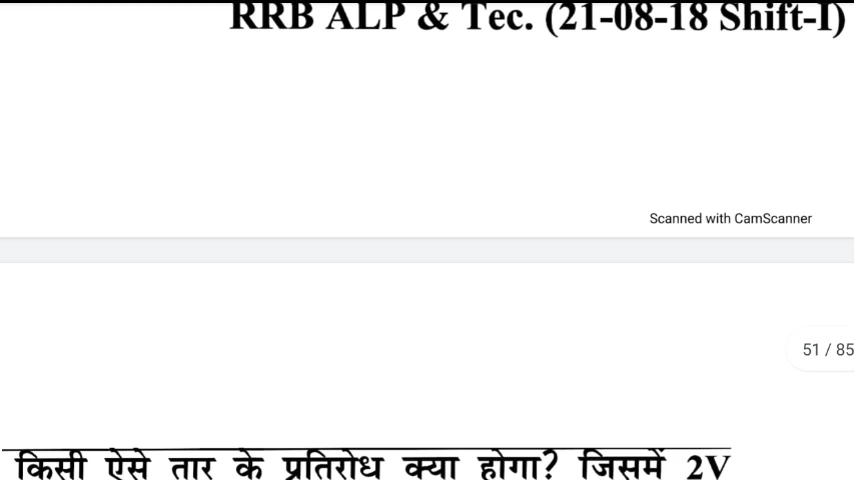 RRB ALP & Tec. (21-08-18 Shift-I)
Scanned with CamScanner
51 / 85
किसी ऐसे तार के प्रतिरोध क्या होगा? जिसमें 2V